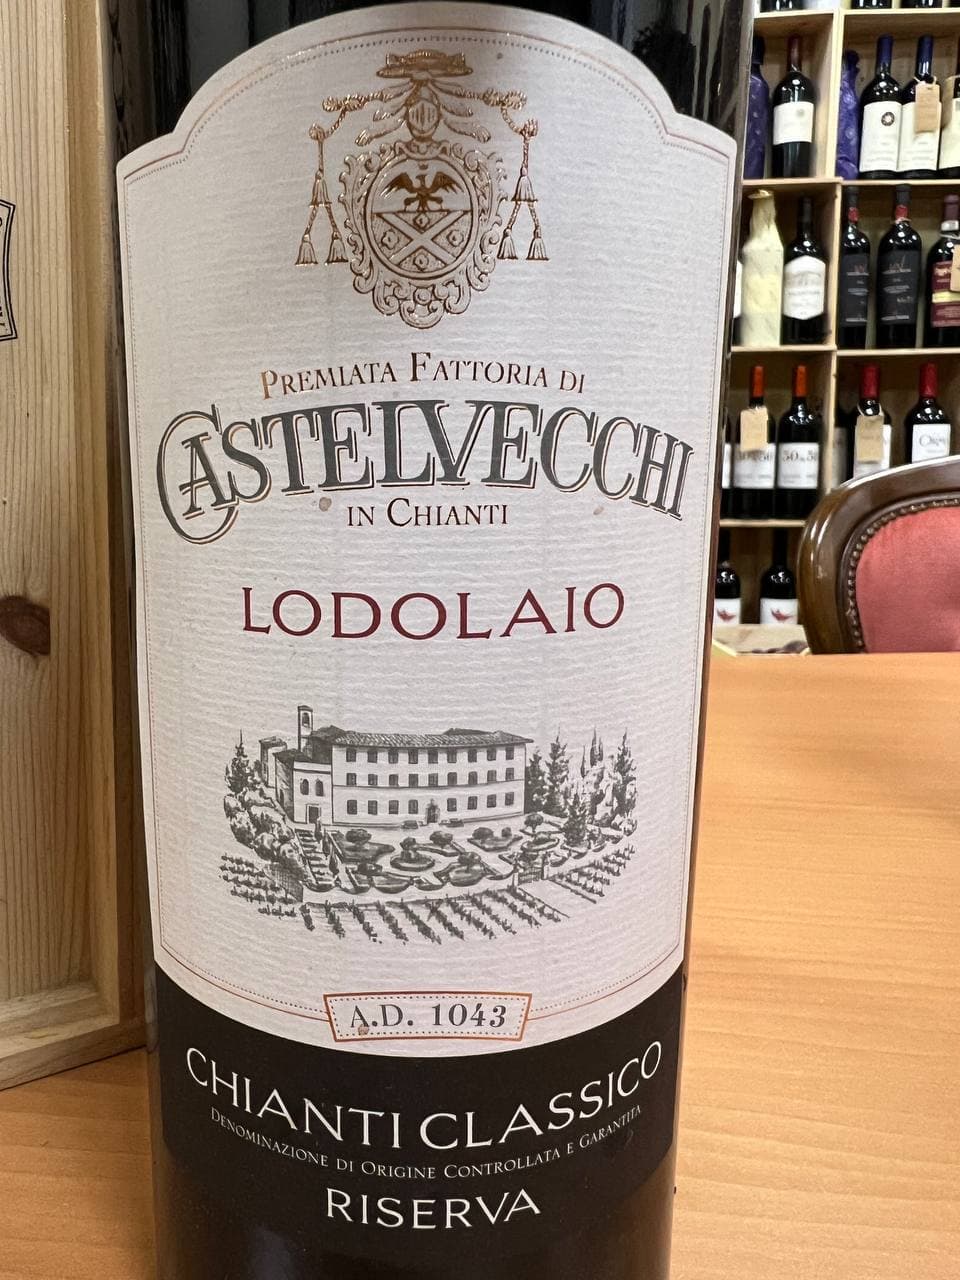 PREMIATA FATTORIA DI
CASTELVECCHI
IN CHIANTI
LODOLAIO
A.D. 1043
CHIANTI CLASSICO
DENOMINAZIONE DI ORIGINE CONTROLLATA E GARANTITA
RISERVA